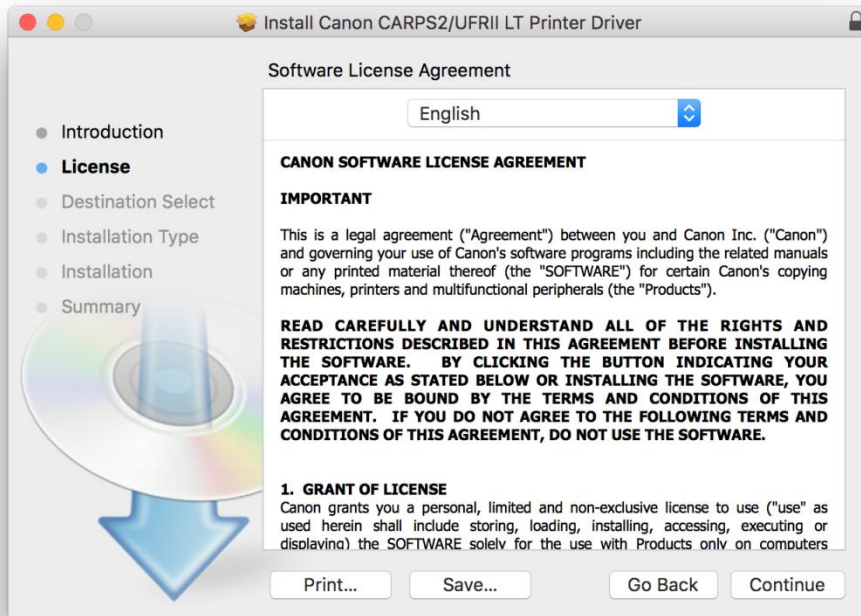 Install Canon CARPS2/UFRII LT Printer Driver
Software License Agreement
Introduction
License
Destination Select
Installation Type
Installation
Summary
English
CANON SOFTWARE LICENSE AGREEMENT
IMPORTANT
This is a legal agreement ("Agreement") between you and Canon Inc. ("Canon")
and governing your use of Canon's software programs including the related manuals
or any printed material thereof (the "SOFTWARE") for certain Canon's copying
machines, printers and multifunctional peripherals (the "Products").
READ CAREFULLY AND UNDERSTAND ALL OF THE RIGHTS AND
RESTRICTIONS DESCRIBED IN THIS AGREEMENT BEFORE INSTALLING
THE SOFTWARE. BY CLICKING THE BUTTON INDICATING YOUR
ACCEPTANCE AS STATED BELOW OR INSTALLING THE SOFTWARE, YOU
AGREE TO BE BOUND BY THE TERMS AND CONDITIONS OF THIS
AGREEMENT. IF YOU DO NOT AGREE TO THE FOLLOWING TERMS AND
CONDITIONS OF THIS AGREEMENT, DO NOT USE THE SOFTWARE.
1. GRANT OF LICENSE
Canon grants you a personal, limited and non-exclusive license to use ("use" as
used herein shall include storing, loading, installing, accessing, executing or
displaying) the SOFTWARE solely for the use with Products only on computers
Print...
Save...
Go Back
Continue